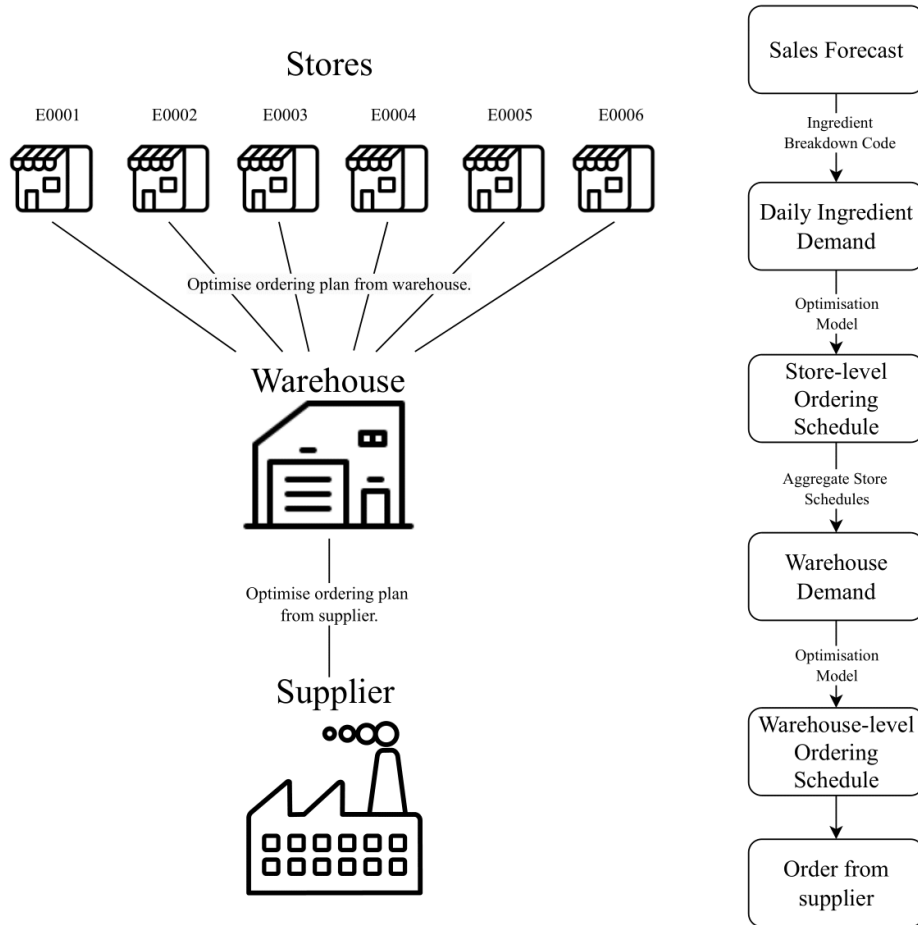 Stores
E0001
E0002
E0003
E0004
E0005
E0006
Optimise ordering plan from warehouse.
Warehouse
Optimise ordering plan
from supplier.
Supplier
Sales Forecast
Ingredient
Breakdown Code
Daily Ingredient
Demand
Optimisation
Model
Store-level
Ordering
Schedule
Aggregate Store
Schedules
Warehouse
Demand
Optimisation
Model
Warehouse-level
Ordering
Schedule
Order from
supplier